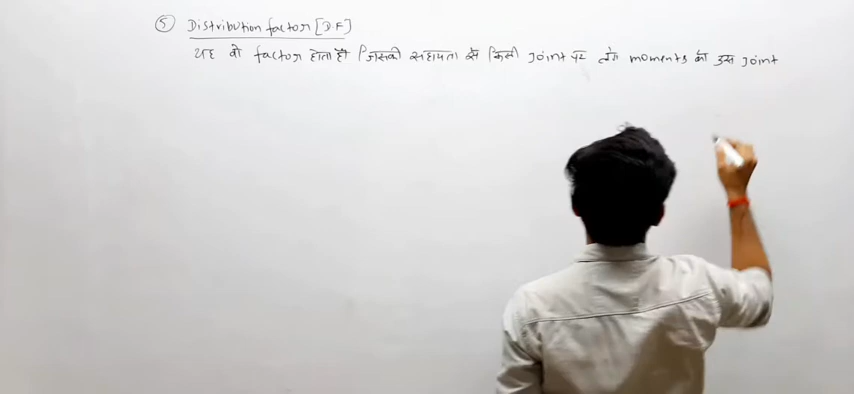 ⑤ Distribution factor [D.F]
यह वो factor होता है जिसकी सहायता से किसी joint पर लगे moments को उस joint